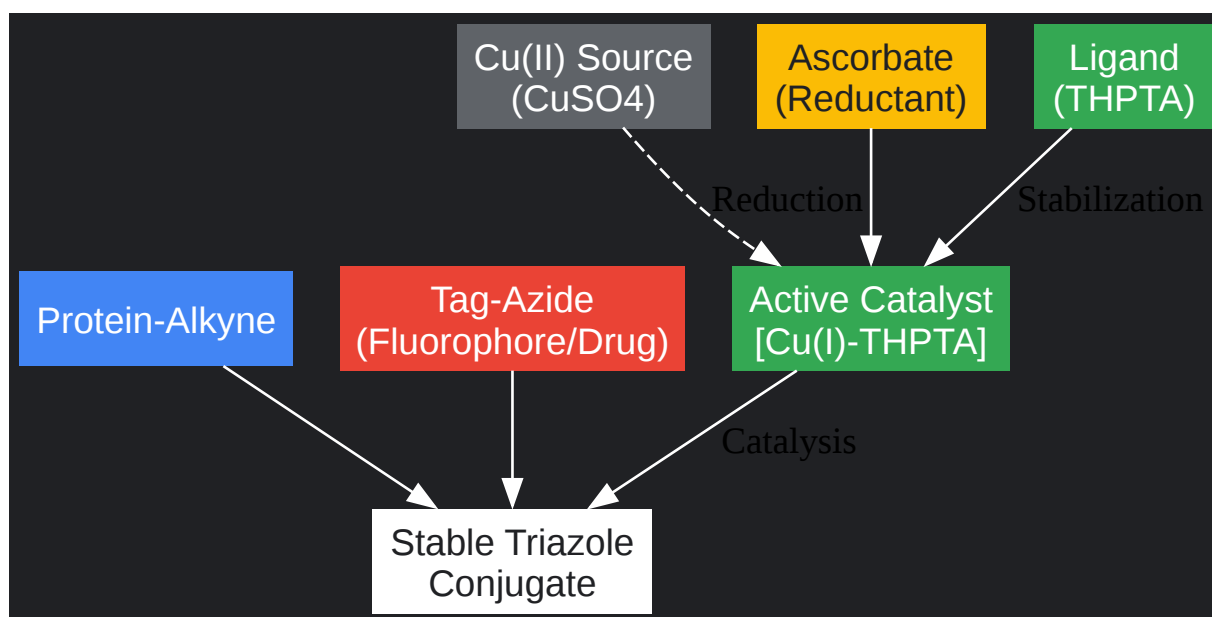 Cu(II) Source
(CuSO4)
Ascorbate
(Reductant)
Ligand
(THPTA)
Reduction
Stabilization
Protein-Alkyne
Tag-Azide
(Fluorophore/Drug)
Active Catalyst
[Cu(I)-THPTA]
Catalysis
Stable Triazole
Conjugate